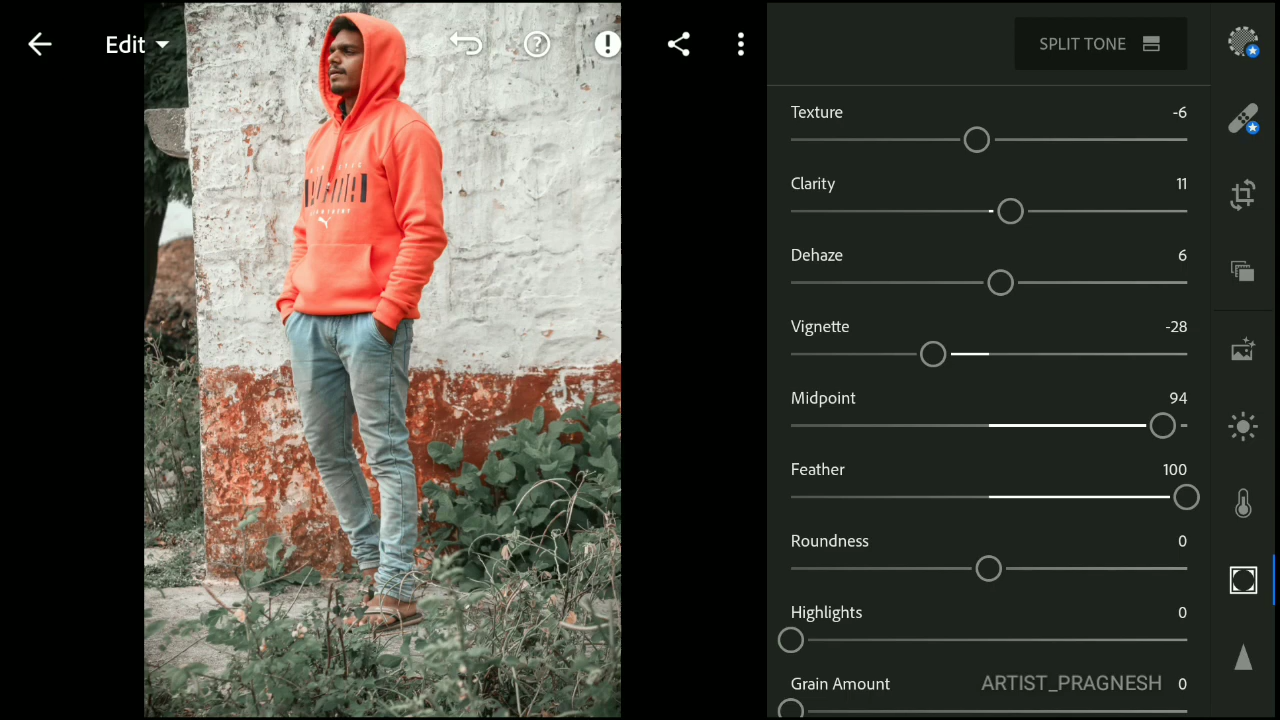 Edit
SPLIT TONE
Texture -6
Clarity 11
Dehaze 6
Vignette -28
Midpoint 94
Feather 100
Roundness 0
Highlights 0
Grain Amount 0
ARTIST_PRAGNESH
PUMA